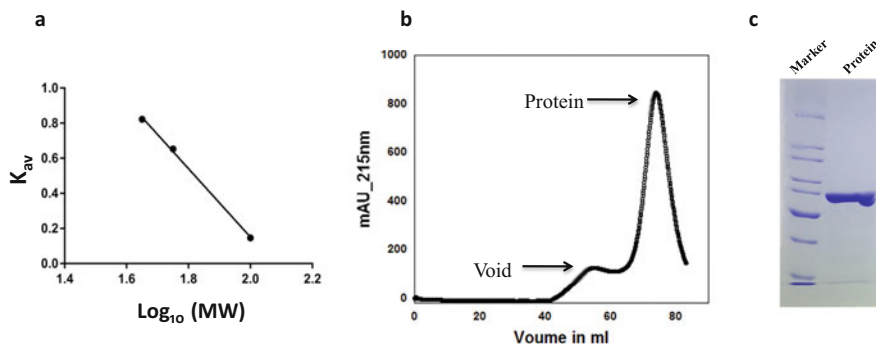 a
1.0
0.8
0.6
0.4
0.2
0.0
Kav
1.4
1.6
1.8
2.0
2.2
Log₁₀ (MW)
b
1000
800
600
400
200
0
mAU_215nm
Protein
Void
0
20
40
60
80
Voume in ml
c
Marker
Protein